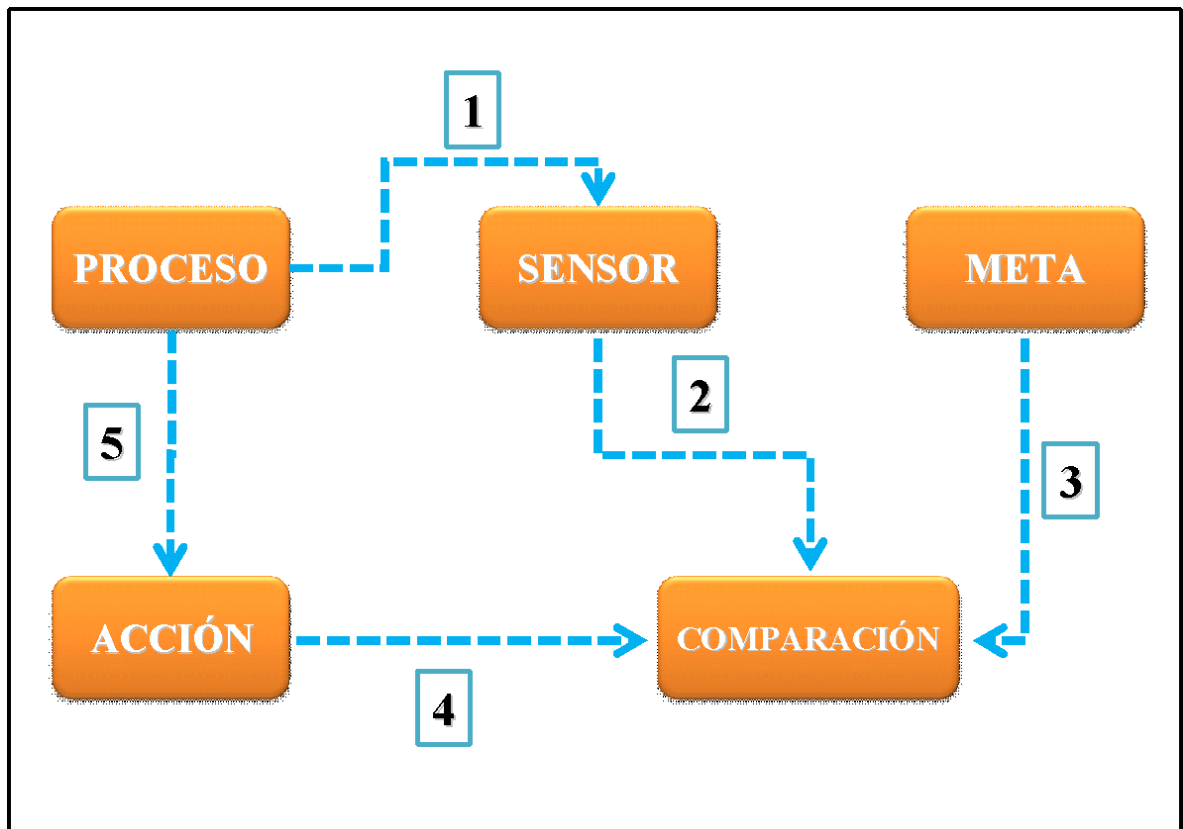 1
PROCESO
SENSOR
META
2
5
3
ACCIÓN
COMPARACIÓN
4